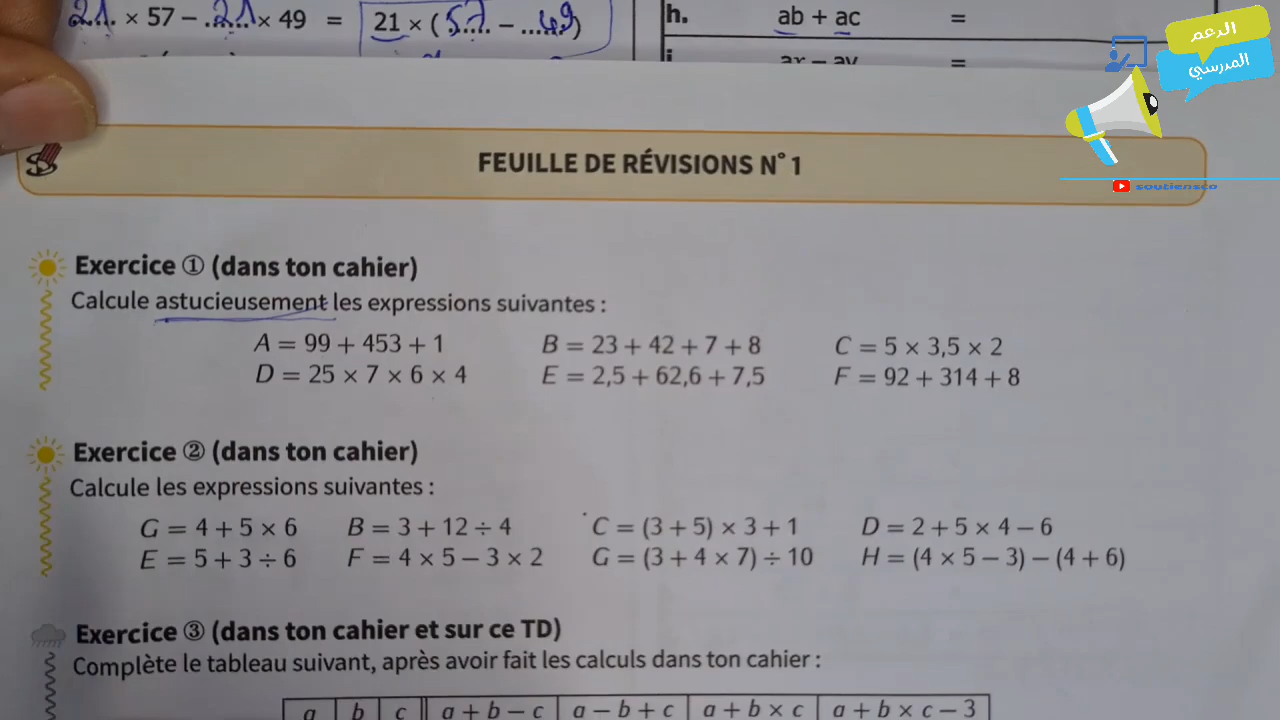 21 × 57 − 21 × 49 = 21 × ( 57 − 49 )
h. ab + ac =
i ax − ay =
الدعم
المدرسي
soutiensco
FEUILLE DE RÉVISIONS N° 1
Exercice ① (dans ton cahier)
Calcule astucieusement les expressions suivantes :
A = 99 + 453 + 1 B = 23 + 42 + 7 + 8 C = 5 × 3,5 × 2
D = 25 × 7 × 6 × 4 E = 2,5 + 62,6 + 7,5 F = 92 + 314 + 8
Exercice ② (dans ton cahier)
Calcule les expressions suivantes :
G = 4 + 5 × 6 B = 3 + 12 ÷ 4 C = (3 + 5) × 3 + 1 D = 2 + 5 × 4 − 6
E = 5 + 3 ÷ 6 F = 4 × 5 − 3 × 2 G = (3 + 4 × 7) ÷ 10 H = (4 × 5 − 3) − (4 + 6)
Exercice ③ (dans ton cahier et sur ce TD)
Complète le tableau suivant, après avoir fait les calculs dans ton cahier :
a b c a + b − c a − b + c a + b × c a + b × c − 3